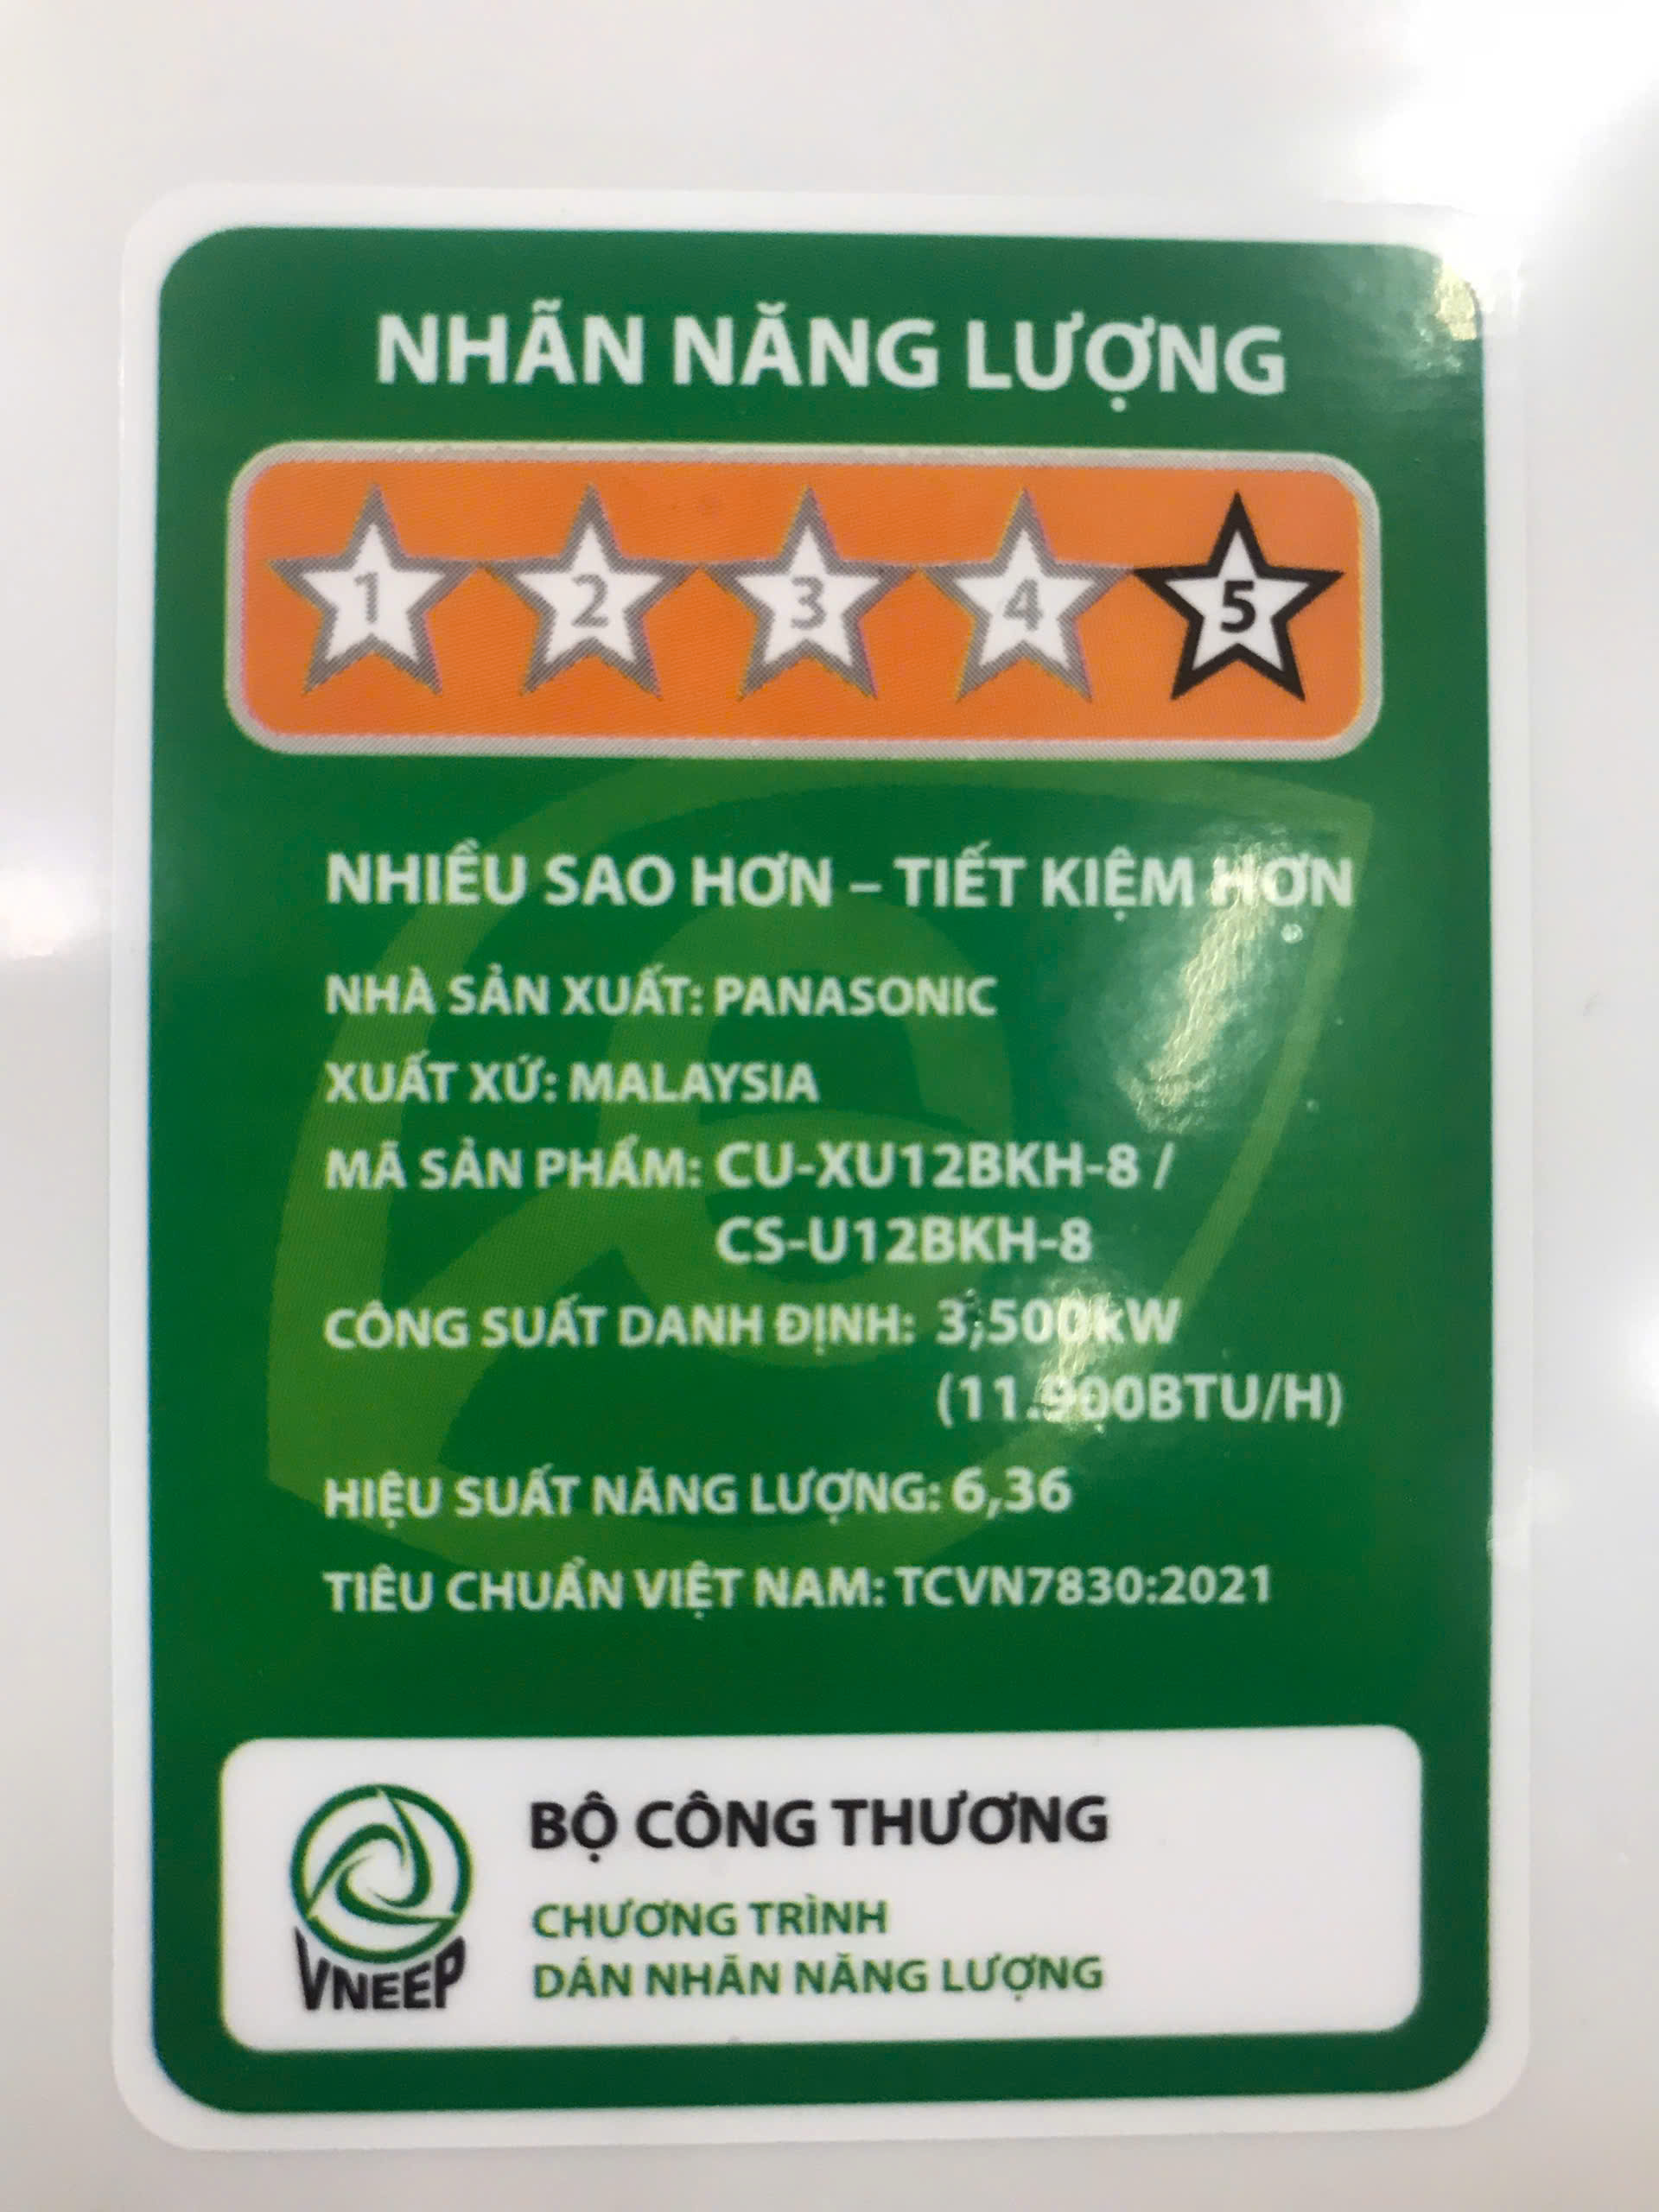 NHÃN NĂNG LƯỢNG
1 2 3 4 5
NHIỀU SAO HƠN – TIẾT KIỆM HƠN
NHÀ SẢN XUẤT: PANASONIC
XUẤT XỨ: MALAYSIA
MÃ SẢN PHẨM: CU-XU12BKH-8 /
CS-U12BKH-8
CÔNG SUẤT DANH ĐỊNH: 3,500kW
(11.900BTU/H)
HIỆU SUẤT NĂNG LƯỢNG: 6,36
TIÊU CHUẨN VIỆT NAM: TCVN7830:2021
BỘ CÔNG THƯƠNG
CHƯƠNG TRÌNH
DÁN NHÃN NĂNG LƯỢNG
VNEEP